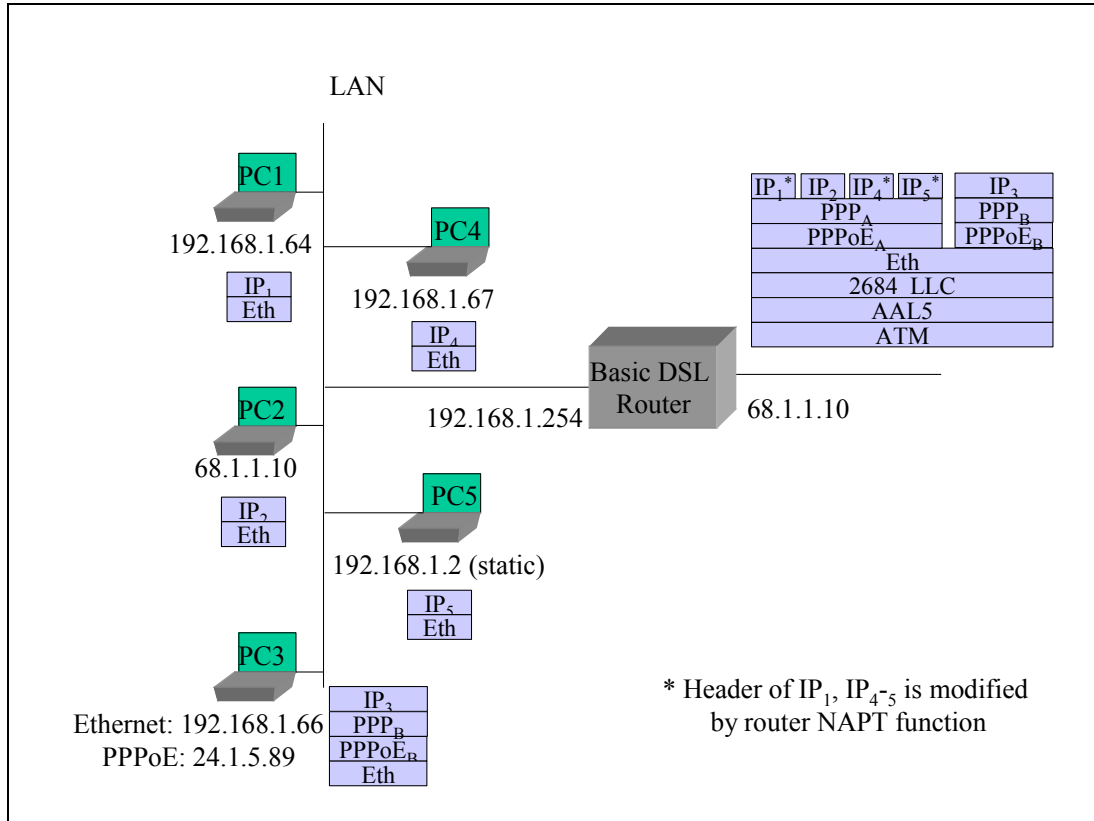 LAN
PC1
192.168.1.64
IP1
Eth
PC4
192.168.1.67
IP4
Eth
PC2
68.1.1.10
IP2
Eth
PC5
192.168.1.2 (static)
IP5
Eth
PC3
Ethernet: 192.168.1.66
PPPoE: 24.1.5.89
IP3
PPPB
PPPoEB
Eth
Basic DSL
Router
192.168.1.254
68.1.1.10
IP1* IP2 IP4* IP5* IP3
PPPA PPPB
PPPoEA PPPoEB
Eth
2684 LLC
AAL5
ATM
* Header of IP1, IP4-5 is modified
by router NAPT function